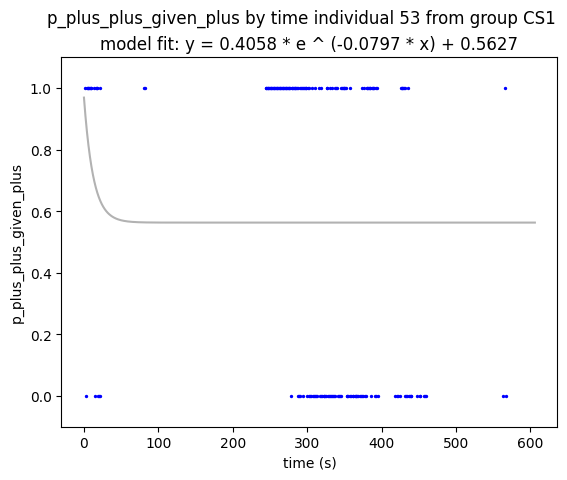 p_plus_plus_given_plus by time individual 53 from group CS1
model fit: y = 0.4058 * e ^ (-0.0797 * x) + 0.5627
1.0
0.8
0.6
0.4
0.2
0.0
p_plus_plus_given_plus
0 100 200 300 400 500 600
time (s)